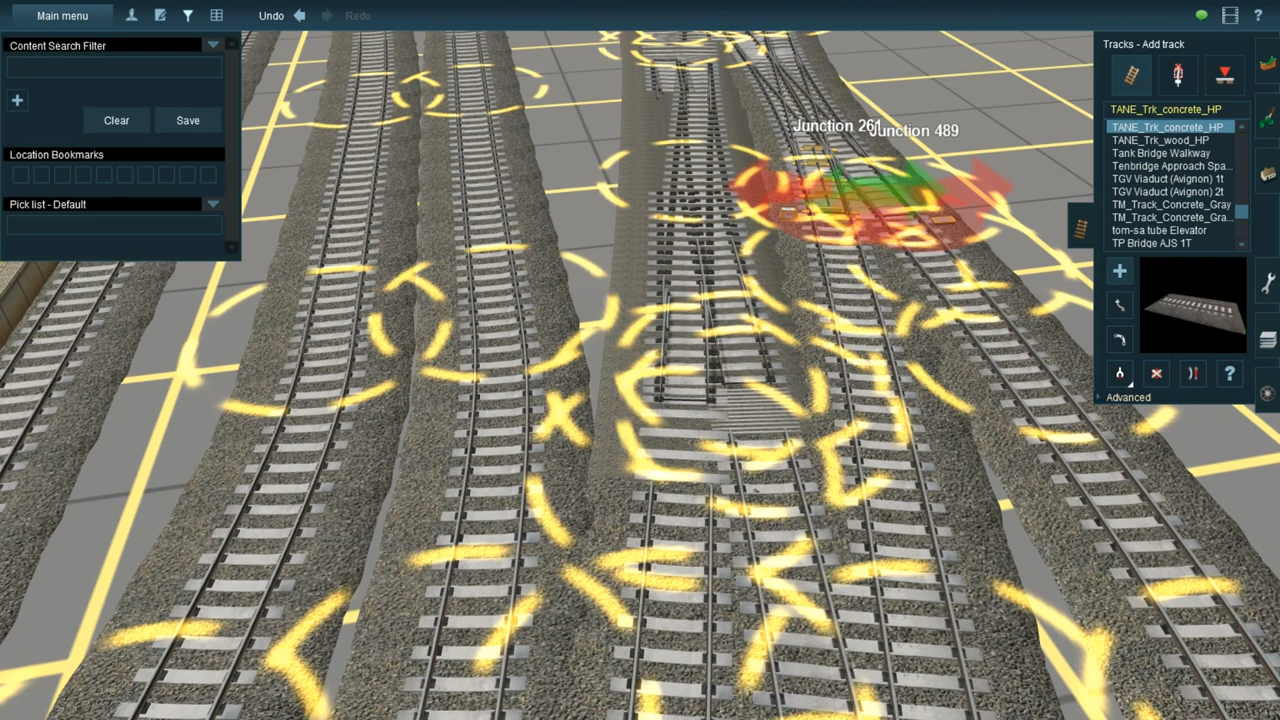 Main menu
Undo
Redo
?
Content Search Filter
Clear
Save
Location Bookmarks
Pick list - Default
Junction 261
Junction 489
Tracks - Add track
TANE_Trk_concrete_HP
TANE_Trk_concrete_HP
TANE_Trk_wood_HP
Tank Bridge Walkway
Tenbridge Approach Spa...
TGV Viaduct (Avignon) 1t
TGV Viaduct (Avignon) 2t
TM_Track_Concrete_Gray
TM_Track_Concrete_Gra...
tom-sa tube Elevator
TP Bridge AJS 1T
?
Advanced